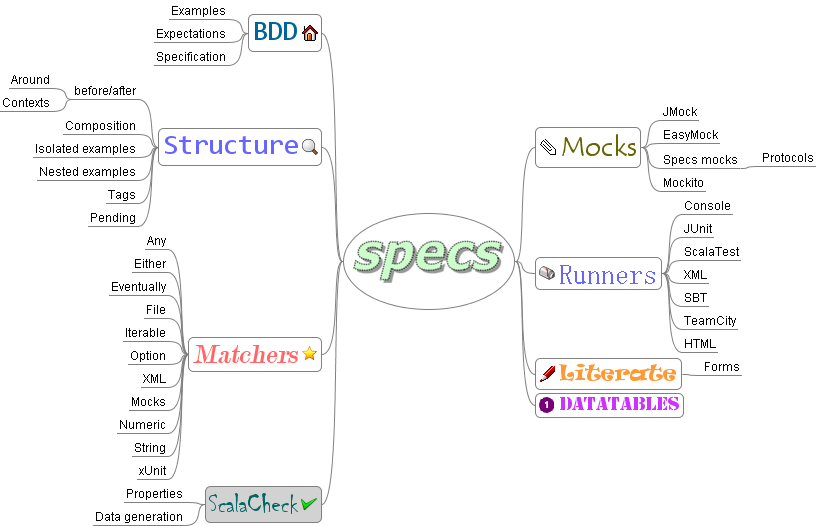 specs
BDD
Examples
Expectations
Specification
Structure
before/after
Around
Contexts
Composition
Isolated examples
Nested examples
Tags
Pending
Matchers
Any
Either
Eventually
File
Iterable
Option
XML
Mocks
Numeric
String
xUnit
ScalaCheck
Properties
Data generation
Mocks
JMock
EasyMock
Specs mocks
Protocols
Mockito
Runners
Console
JUnit
ScalaTest
XML
SBT
TeamCity
HTML
Literate
Forms
1 DATATABLES